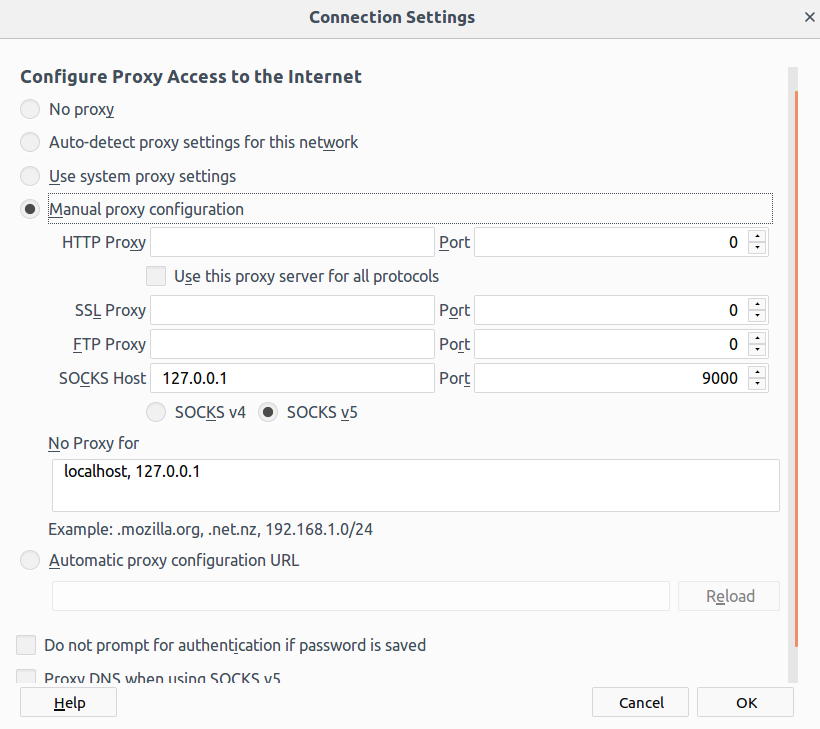 Connection Settings
Configure Proxy Access to the Internet
No proxy
Auto-detect proxy settings for this network
Use system proxy settings
Manual proxy configuration
HTTP Proxy Port 0
Use this proxy server for all protocols
SSL Proxy Port 0
FTP Proxy Port 0
SOCKS Host 127.0.0.1 Port 9000
SOCKS v4 SOCKS v5
No Proxy for
localhost, 127.0.0.1
Example: .mozilla.org, .net.nz, 192.168.1.0/24
Automatic proxy configuration URL
Reload
Do not prompt for authentication if password is saved
Proxy DNS when using SOCKS v5
Help Cancel OK